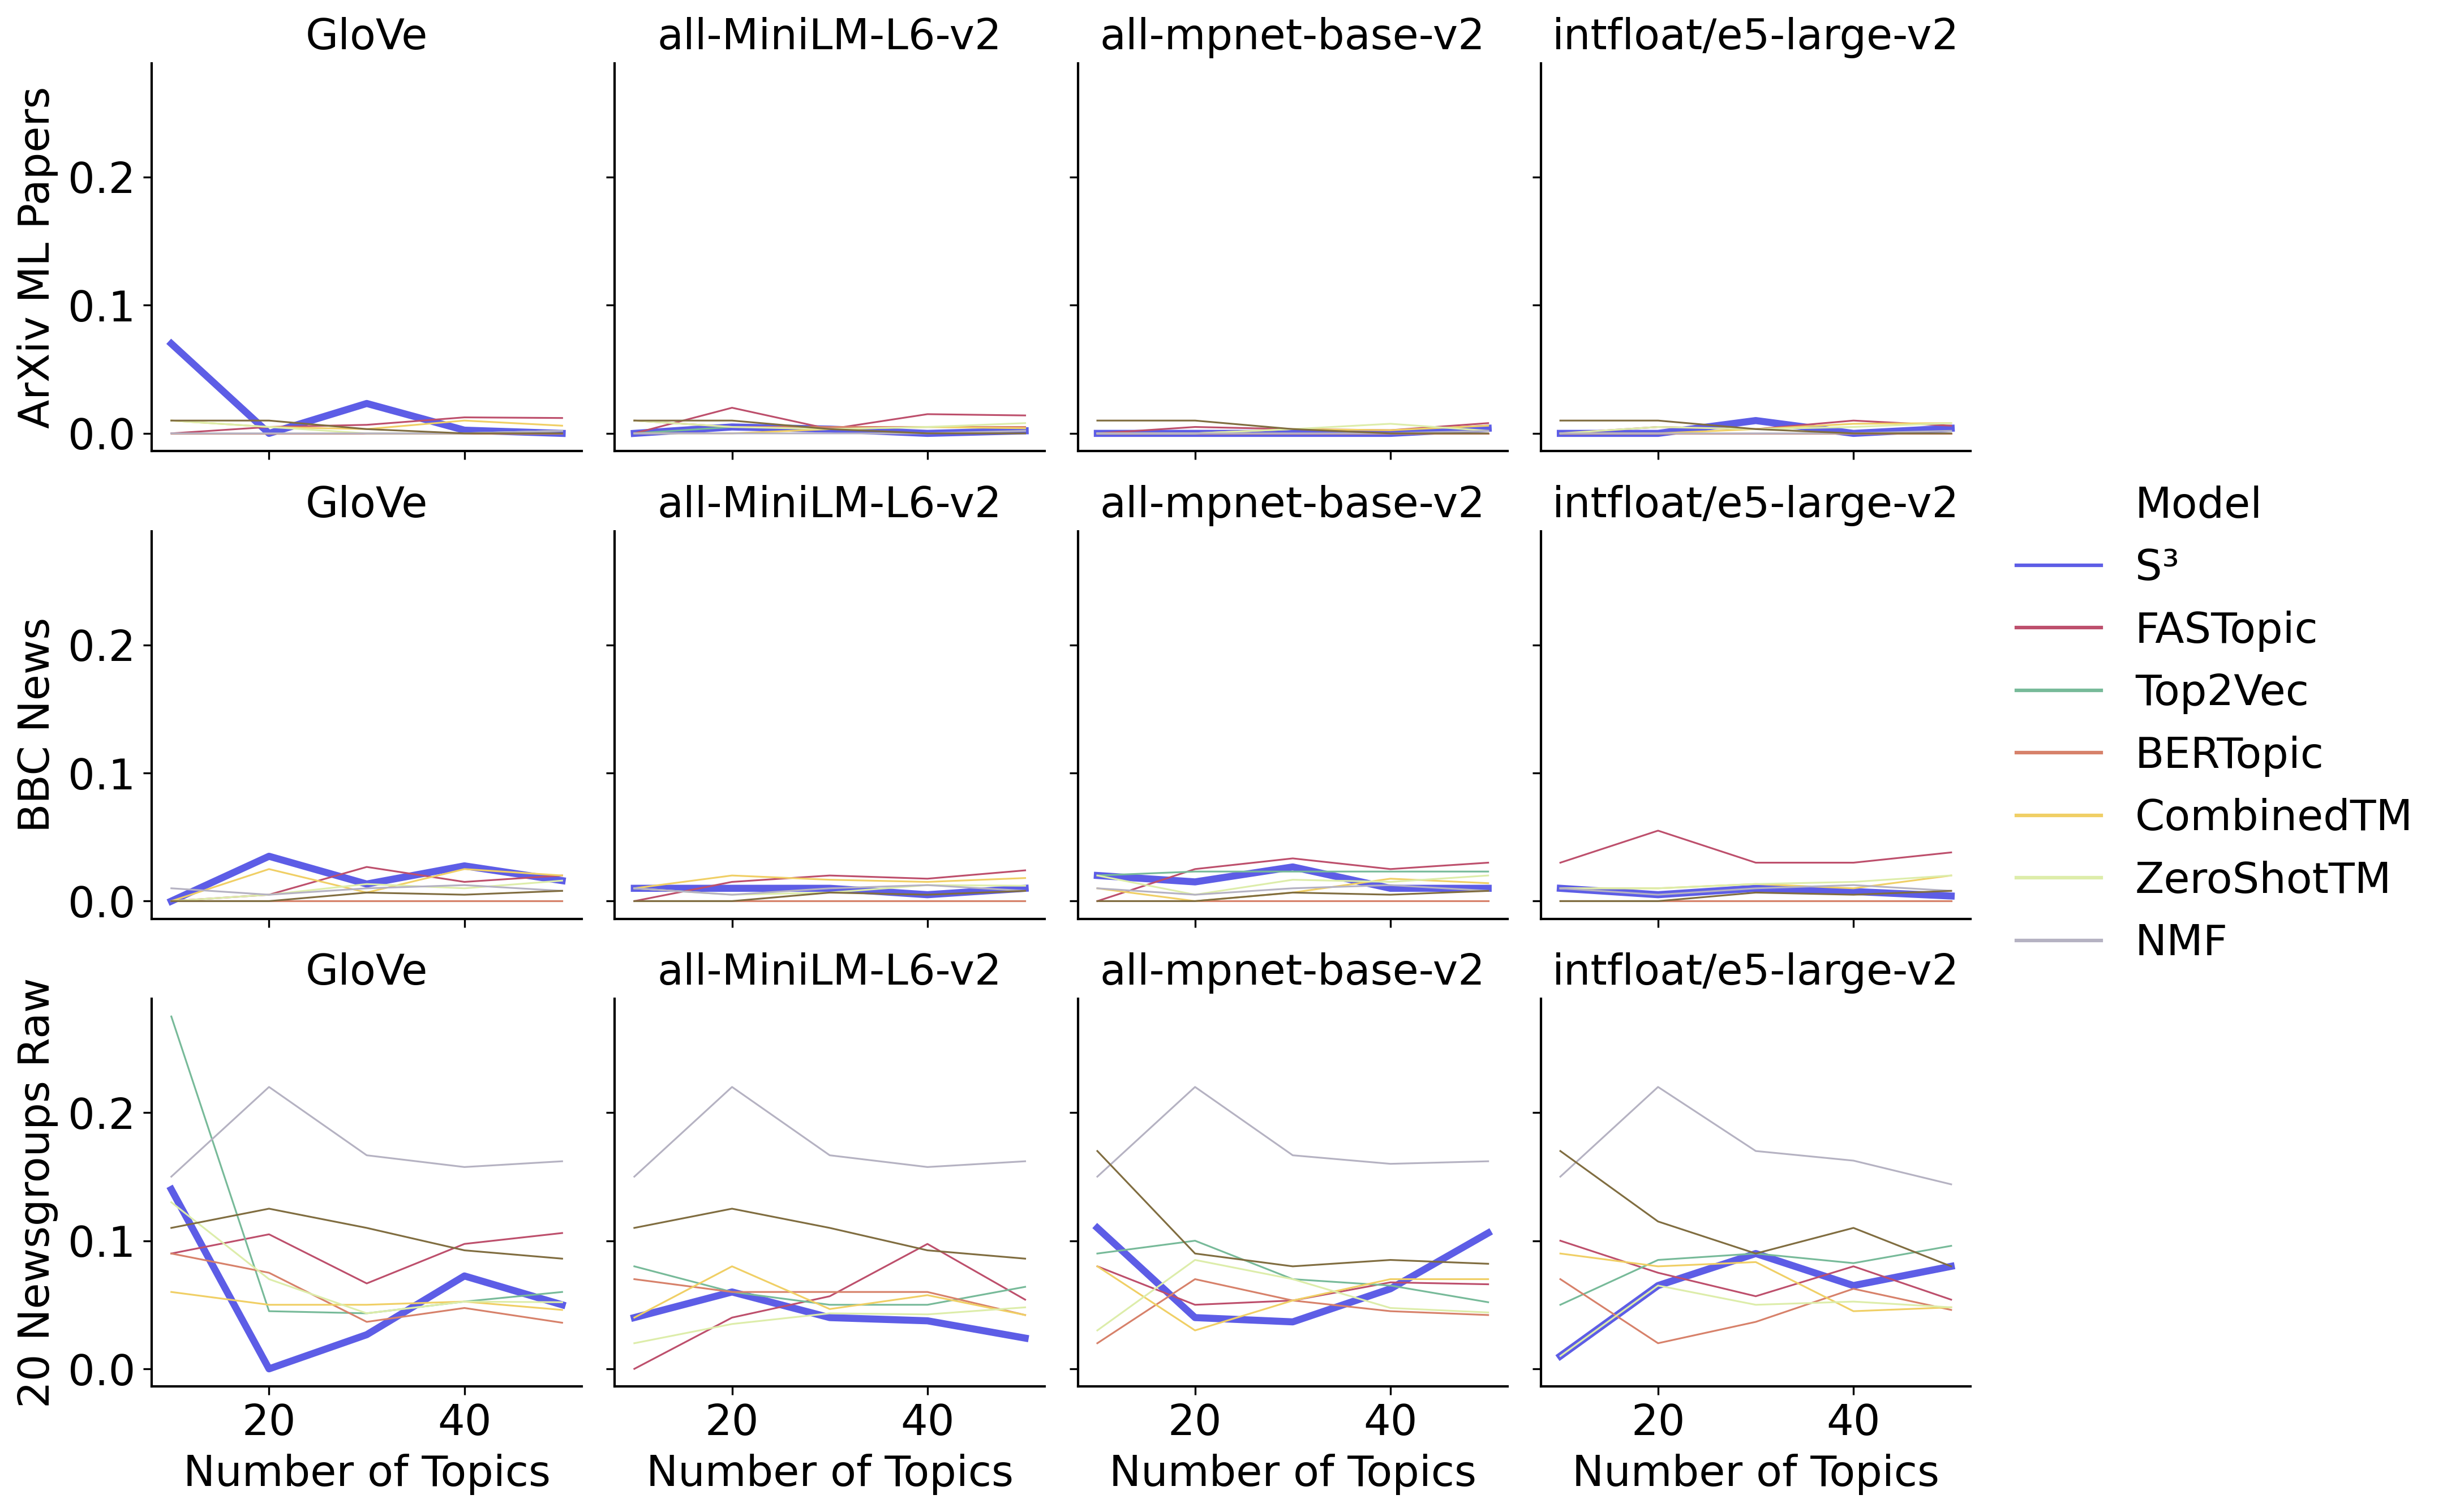 GloVe all-MiniLM-L6-v2 all-mpnet-base-v2 intfloat/e5-large-v2
ArXiv ML Papers
0.2
0.1
0.0
GloVe all-MiniLM-L6-v2 all-mpnet-base-v2 intfloat/e5-large-v2
BBC News
0.2
0.1
0.0
Model
S³
FASTopic
Top2Vec
BERTopic
CombinedTM
ZeroShotTM
NMF
GloVe all-MiniLM-L6-v2 all-mpnet-base-v2 intfloat/e5-large-v2
20 Newsgroups Raw
0.2
0.1
0.0
20 40 20 40 20 40 20 40
Number of Topics Number of Topics Number of Topics Number of Topics